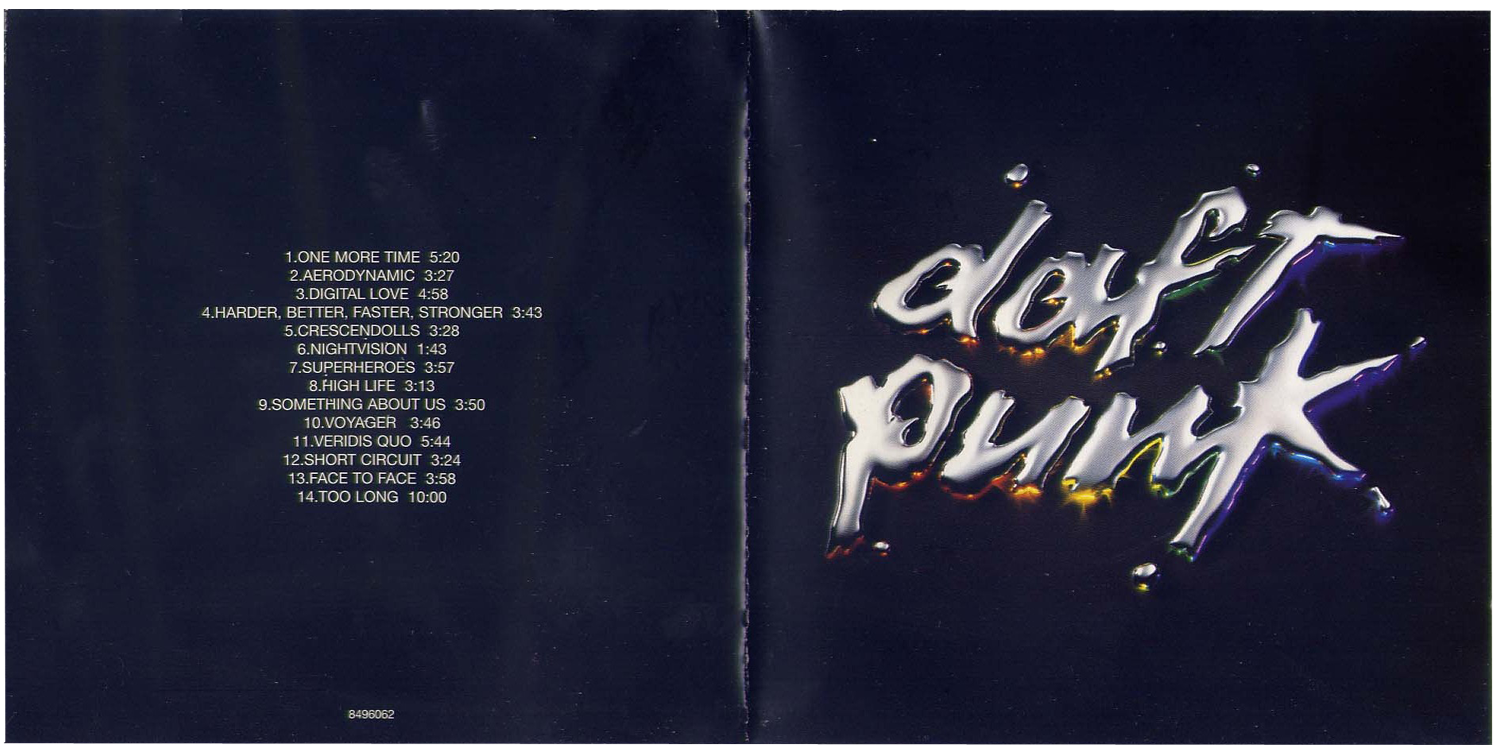 1.ONE MORE TIME 5:20
2.AERODYNAMIC 3:27
3.DIGITAL LOVE 4:58
4.HARDER, BETTER, FASTER, STRONGER 3:43
5.CRESCENDOLLS 3:28
6.NIGHTVISION 1:43
7.SUPERHEROES 3:57
8.HIGH LIFE 3:13
9.SOMETHING ABOUT US 3:50
10.VOYAGER 3:46
11.VERIDIS QUO 5:44
12.SHORT CIRCUIT 3:24
13.FACE TO FACE 3:58
14.TOO LONG 10:00
8496062
daft
punk